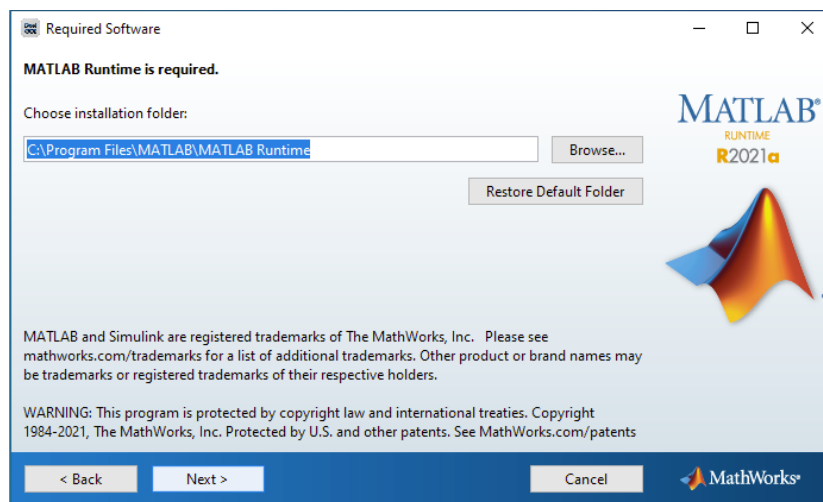 Required Software
MATLAB Runtime is required.
Choose installation folder:
C:\Program Files\MATLAB\MATLAB Runtime
Browse...
Restore Default Folder
MATLAB®
RUNTIME
R2021a
MATLAB and Simulink are registered trademarks of The MathWorks, Inc. Please see
mathworks.com/trademarks for a list of additional trademarks. Other product or brand names may
be trademarks or registered trademarks of their respective holders.
WARNING: This program is protected by copyright law and international treaties. Copyright
1984-2021, The MathWorks, Inc. Protected by U.S. and other patents. See MathWorks.com/patents
< Back
Next >
Cancel
MathWorks®